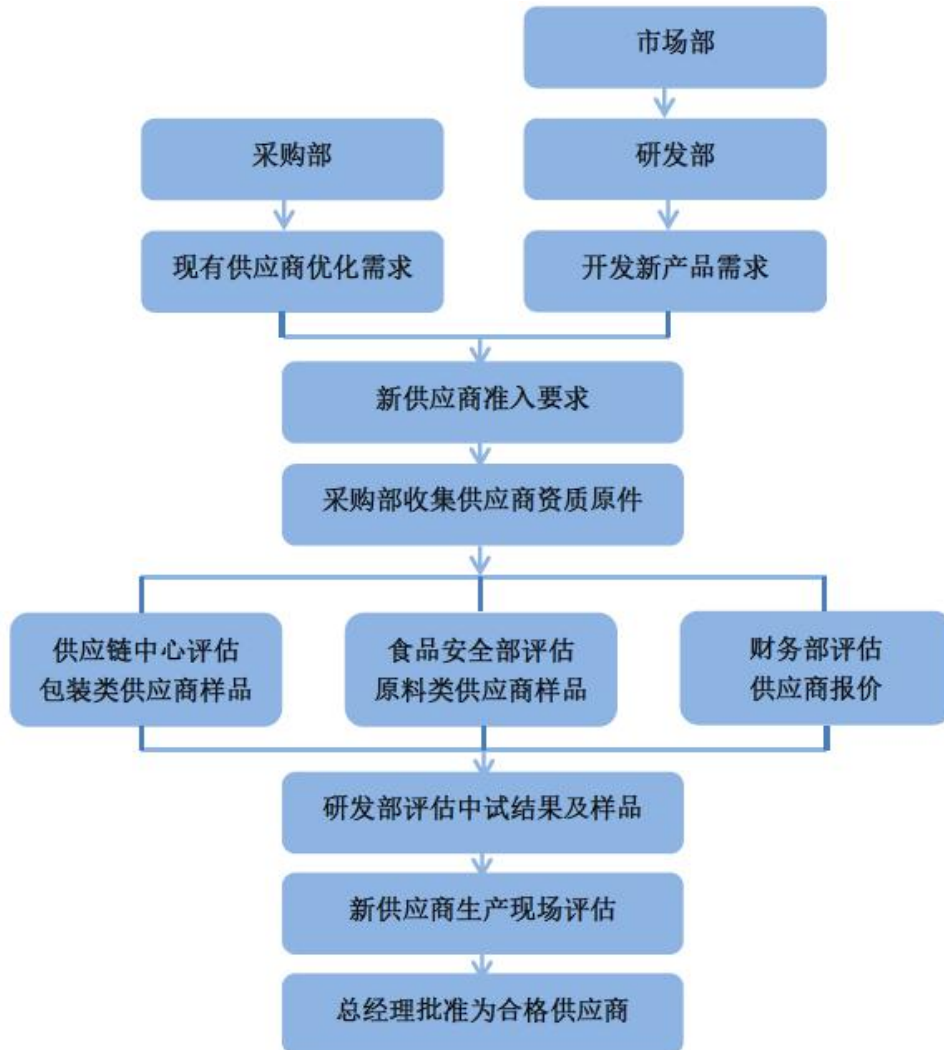 市场部
采购部
研发部
现有供应商优化需求
开发新产品需求
新供应商准入要求
采购部收集供应商资质原件
供应链中心评估
包装类供应商样品
食品安全部评估
原料类供应商样品
财务部评估
供应商报价
研发部评估中试结果及样品
新供应商生产现场评估
总经理批准为合格供应商